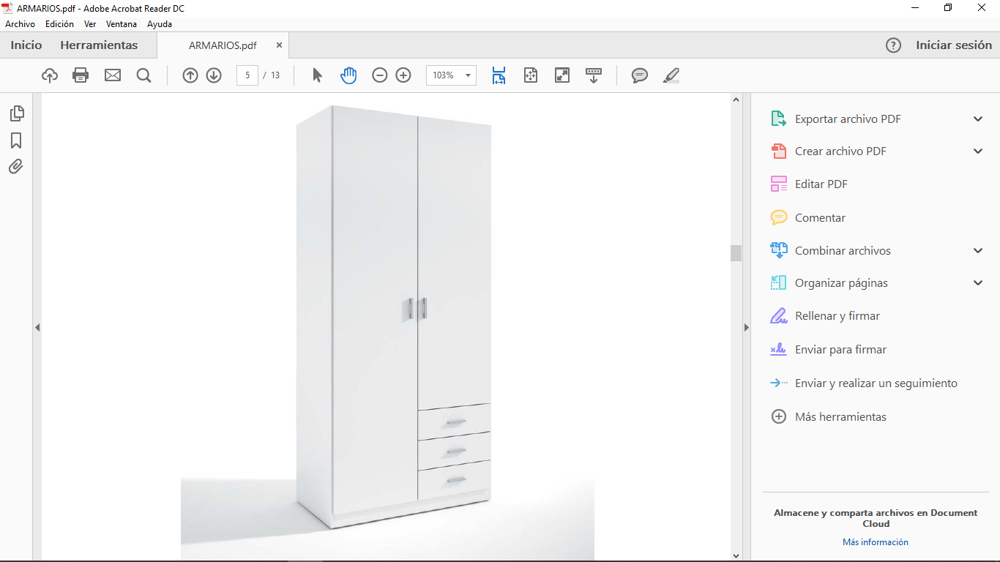 ARMARIOS.pdf - Adobe Acrobat Reader DC
Archivo Edición Ver Ventana Ayuda
Inicio Herramientas ARMARIOS.pdf × ? Iniciar sesión
5 / 13 103%
Exportar archivo PDF
Crear archivo PDF
Editar PDF
Comentar
Combinar archivos
Organizar páginas
Rellenar y firmar
Enviar para firmar
Enviar y realizar un seguimiento
Más herramientas
Almacene y comparta archivos en Document
Cloud
Más información